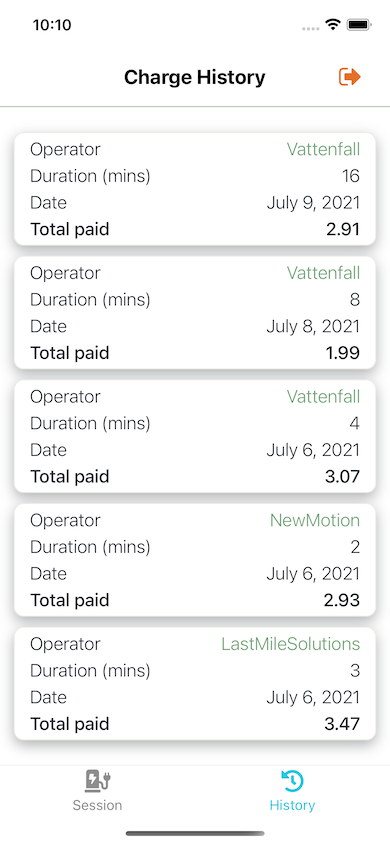 10:10
Charge History
Operator Vattenfall
Duration (mins) 16
Date July 9, 2021
Total paid 2.91
Operator Vattenfall
Duration (mins) 8
Date July 8, 2021
Total paid 1.99
Operator Vattenfall
Duration (mins) 4
Date July 6, 2021
Total paid 3.07
Operator NewMotion
Duration (mins) 2
Date July 6, 2021
Total paid 2.93
Operator LastMileSolutions
Duration (mins) 3
Date July 6, 2021
Total paid 3.47
Session History